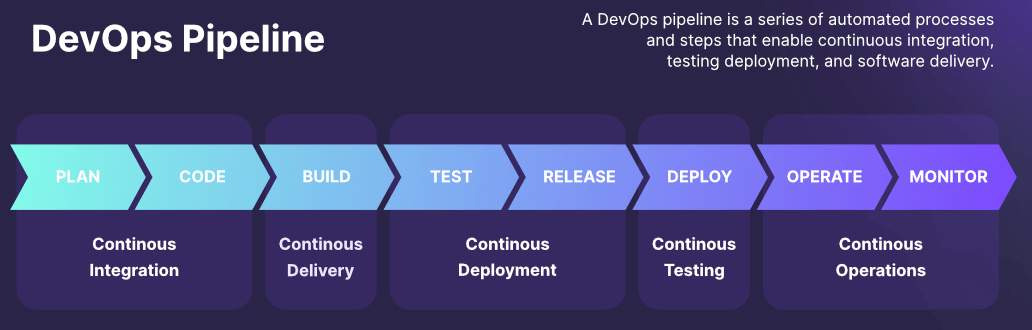 DevOps Pipeline
A DevOps pipeline is a series of automated processes
and steps that enable continuous integration,
testing deployment, and software delivery.
PLAN
CODE
BUILD
TEST
RELEASE
DEPLOY
OPERATE
MONITOR
Continous
Integration
Continous
Delivery
Continous
Deployment
Continous
Testing
Continous
Operations